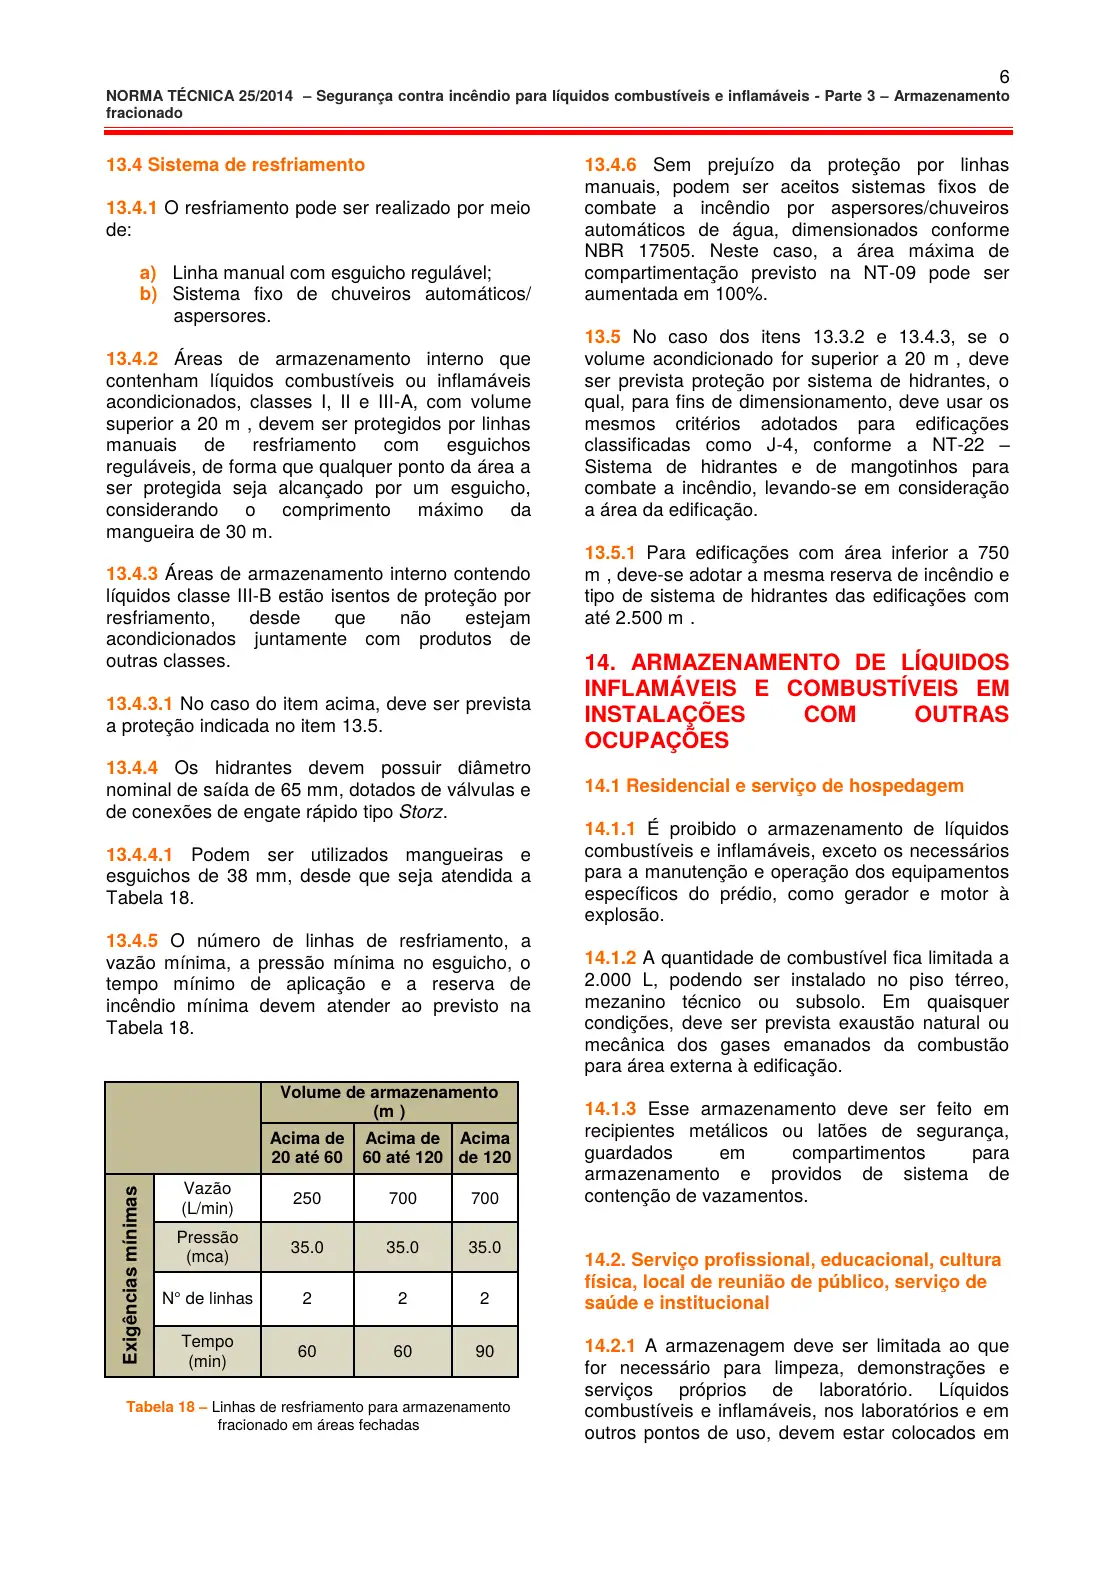 6
NORMA TÉCNICA 25/2014 – Segurança contra incêndio para líquidos combustíveis e inflamáveis - Parte 3 – Armazenamento
fracionado
13.4 Sistema de resfriamento
13.4.1 O resfriamento pode ser realizado por meio
de:
a) Linha manual com esguicho regulável;
b) Sistema fixo de chuveiros automáticos/
aspersores.
13.4.2 Áreas de armazenamento interno que
contenham líquidos combustíveis ou inflamáveis
acondicionados, classes I, II e III-A, com volume
superior a 20 m , devem ser protegidos por linhas
manuais de resfriamento com esguichos
reguláveis, de forma que qualquer ponto da área a
ser protegida seja alcançado por um esguicho,
considerando o comprimento máximo da
mangueira de 30 m.
13.4.3 Áreas de armazenamento interno contendo
líquidos classe III-B estão isentos de proteção por
resfriamento, desde que não estejam
acondicionados juntamente com produtos de
outras classes.
13.4.3.1 No caso do item acima, deve ser prevista
a proteção indicada no item 13.5.
13.4.4 Os hidrantes devem possuir diâmetro
nominal de saída de 65 mm, dotados de válvulas e
de conexões de engate rápido tipo Storz.
13.4.4.1 Podem ser utilizados mangueiras e
esguichos de 38 mm, desde que seja atendida a
Tabela 18.
13.4.5 O número de linhas de resfriamento, a
vazão mínima, a pressão mínima no esguicho, o
tempo mínimo de aplicação e a reserva de
incêndio mínima devem atender ao previsto na
Tabela 18.
Volume de armazenamento
(m )
Acima de
20 até 60
Acima de
60 até 120
Acima
de 120
Exigências mínimas
Vazão
(L/min)
250 700 700
Pressão
(mca)
35.0 35.0 35.0
N° de linhas 2 2 2
Tempo
(min)
60 60 90
Tabela 18 – Linhas de resfriamento para armazenamento
fracionado em áreas fechadas
13.4.6 Sem prejuízo da proteção por linhas
manuais, podem ser aceitos sistemas fixos de
combate a incêndio por aspersores/chuveiros
automáticos de água, dimensionados conforme
NBR 17505. Neste caso, a área máxima de
compartimentação previsto na NT-09 pode ser
aumentada em 100%.
13.5 No caso dos itens 13.3.2 e 13.4.3, se o
volume acondicionado for superior a 20 m , deve
ser prevista proteção por sistema de hidrantes, o
qual, para fins de dimensionamento, deve usar os
mesmos critérios adotados para edificações
classificadas como J-4, conforme a NT-22 –
Sistema de hidrantes e de mangotinhos para
combate a incêndio, levando-se em consideração
a área da edificação.
13.5.1 Para edificações com área inferior a 750
m , deve-se adotar a mesma reserva de incêndio e
tipo de sistema de hidrantes das edificações com
até 2.500 m .
14. ARMAZENAMENTO DE LÍQUIDOS
INFLAMÁVEIS E COMBUSTÍVEIS EM
INSTALAÇÕES COM OUTRAS
OCUPAÇÕES
14.1 Residencial e serviço de hospedagem
14.1.1 É proibido o armazenamento de líquidos
combustíveis e inflamáveis, exceto os necessários
para a manutenção e operação dos equipamentos
específicos do prédio, como gerador e motor à
explosão.
14.1.2 A quantidade de combustível fica limitada a
2.000 L, podendo ser instalado no piso térreo,
mezanino técnico ou subsolo. Em quaisquer
condições, deve ser prevista exaustão natural ou
mecânica dos gases emanados da combustão
para área externa à edificação.
14.1.3 Esse armazenamento deve ser feito em
recipientes metálicos ou latões de segurança,
guardados em compartimentos para
armazenamento e providos de sistema de
contenção de vazamentos.
14.2. Serviço profissional, educacional, cultura
física, local de reunião de público, serviço de
saúde e institucional
14.2.1 A armazenagem deve ser limitada ao que
for necessário para limpeza, demonstrações e
serviços próprios de laboratório. Líquidos
combustíveis e inflamáveis, nos laboratórios e em
outros pontos de uso, devem estar colocados em